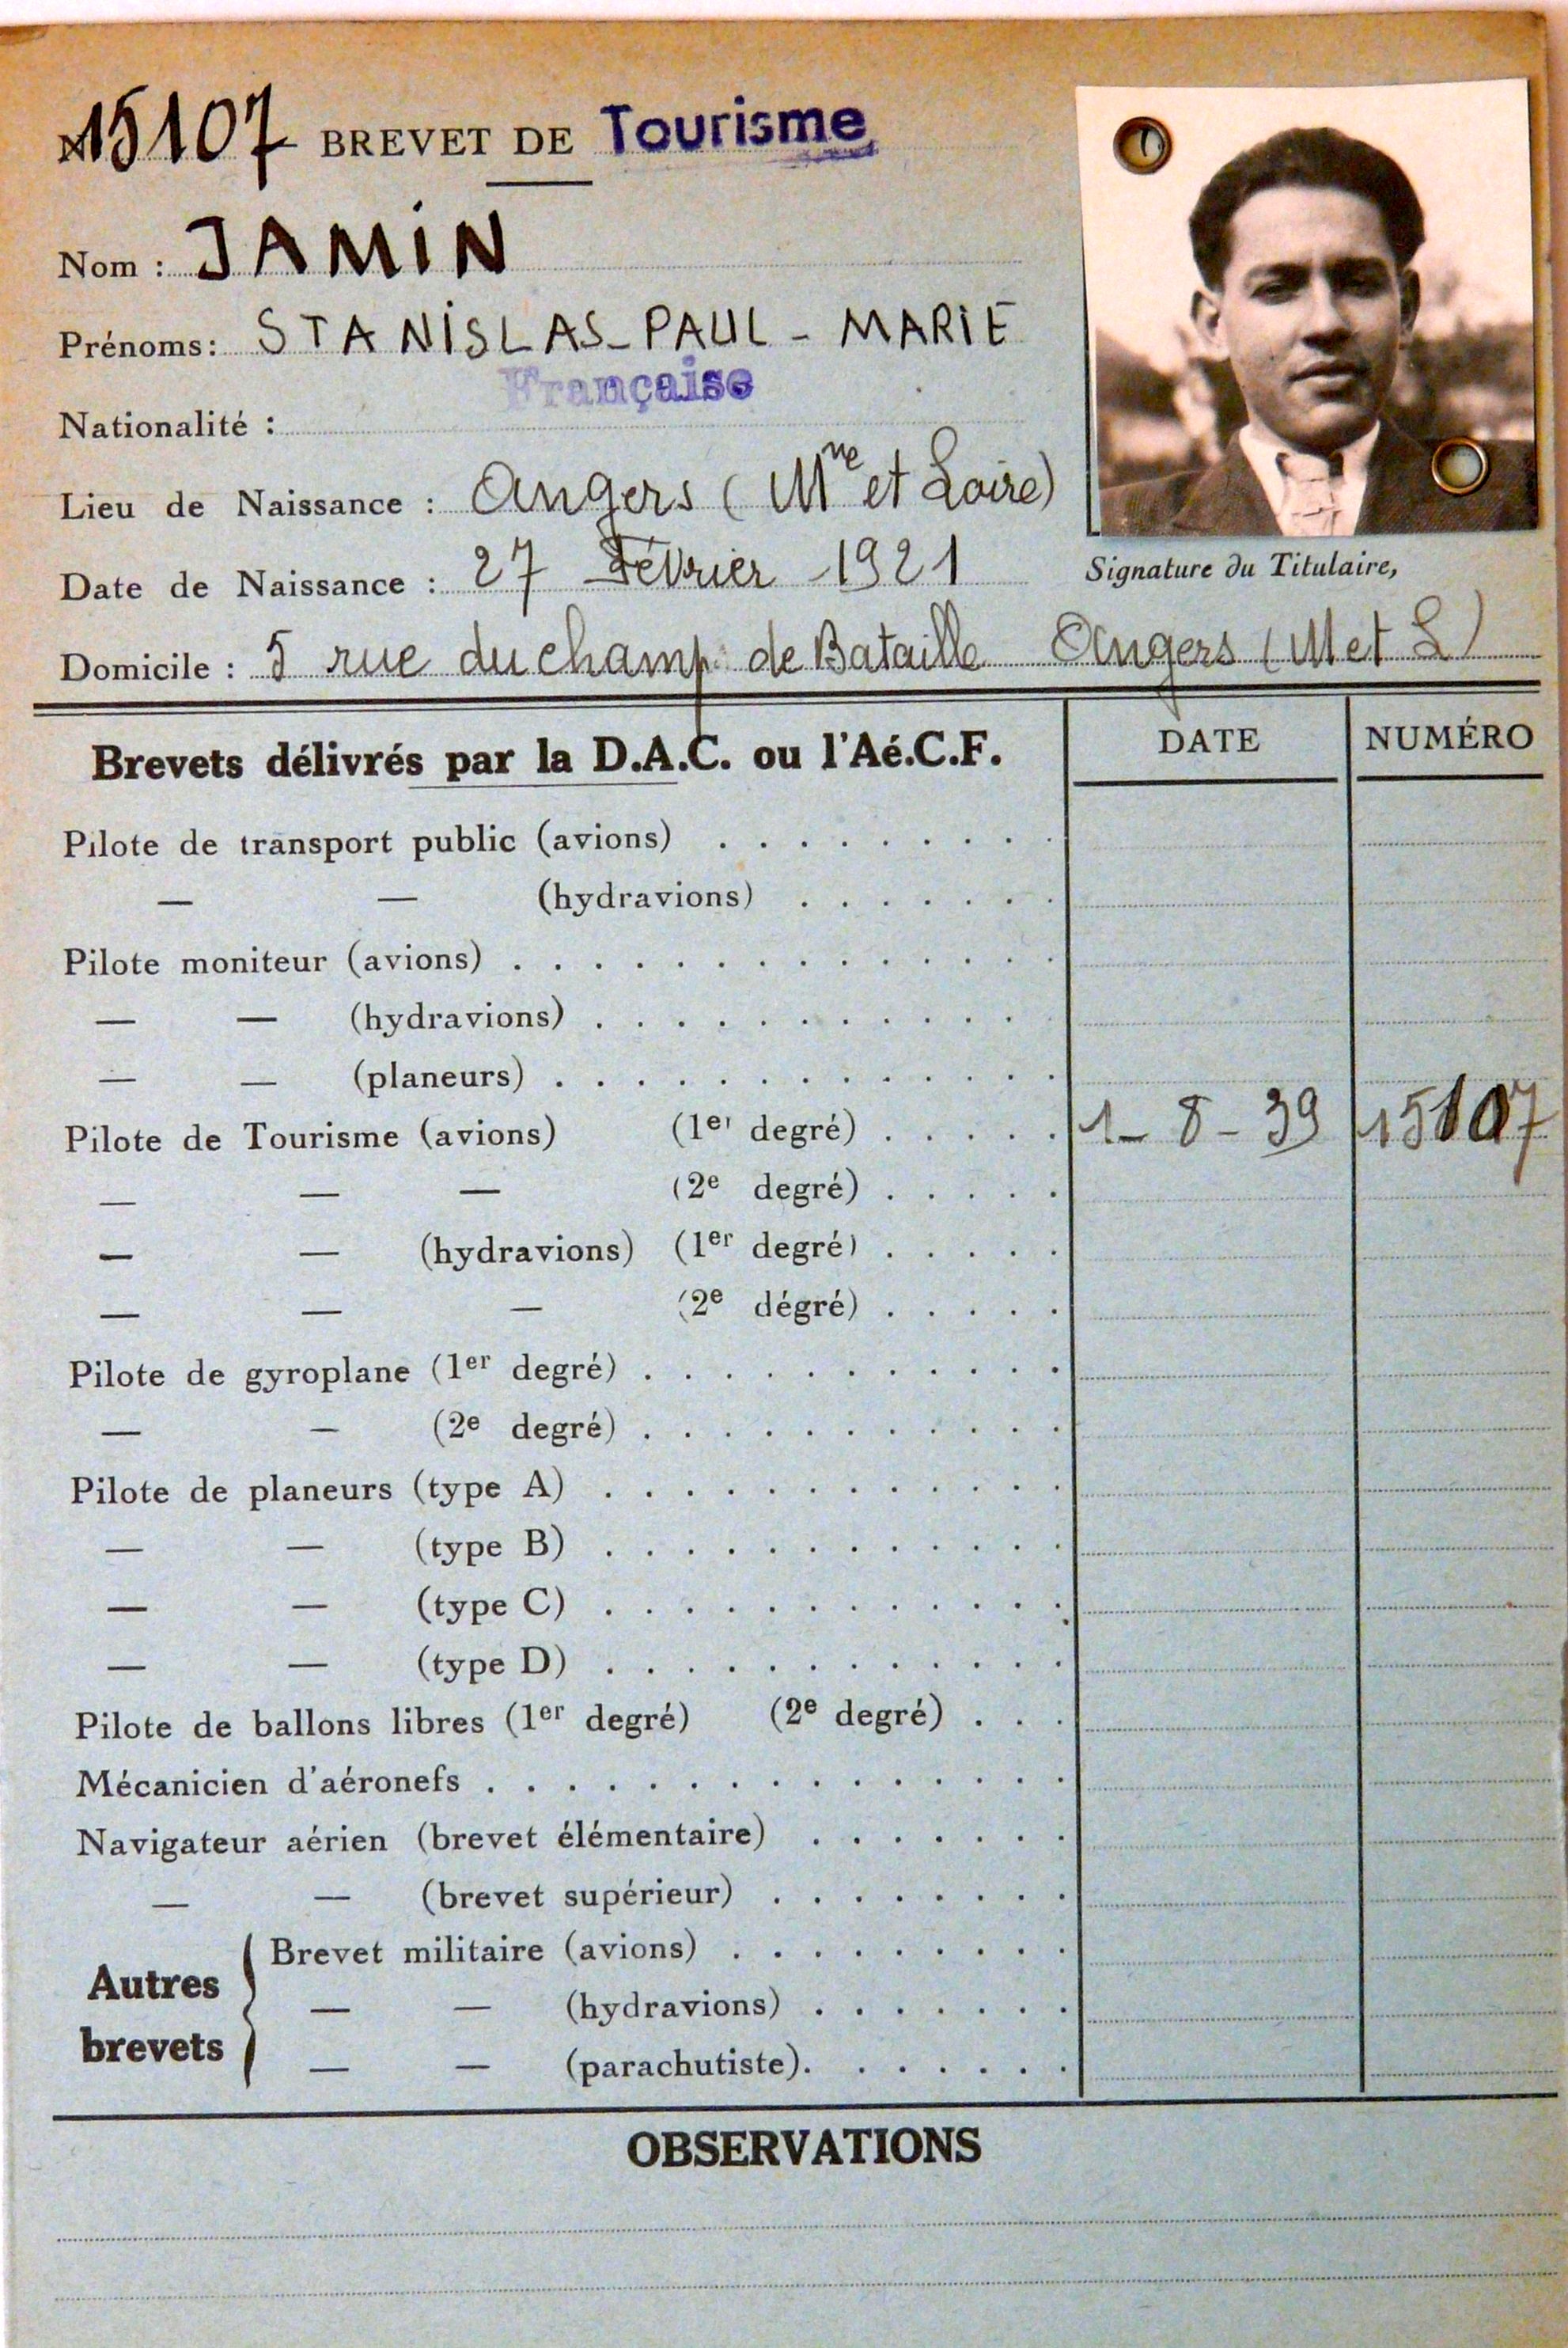 N15107 BREVET DE Tourisme
Nom : JAMIN
Prénoms : STANISLAS-PAUL-MARIE
Française
Nationalité :
Lieu de Naissance : Angers (Mne et Loire)
Date de Naissance : 27 Février 1921
Signature du Titulaire,
Domicile : 5 rue du champ de Bataille Angers (M et L)
Brevets délivrés par la D.A.C. ou l'Aé.C.F. DATE NUMÉRO
Pilote de transport public (avions) . . . . . . . . .
— — (hydravions) . . . . . . .
Pilote moniteur (avions) . . . . . . . . . . . . . .
— — (hydravions) . . . . . . . . . . .
— — (planeurs) . . . . . . . . . . . . .
Pilote de Tourisme (avions) (1er degré) . . . . . 1-8-39 15107
— — — (2e degré) . . . . .
— — (hydravions) (1er degré) . . . . .
— — — (2e dégré) . . . . .
Pilote de gyroplane (1er degré) . . . . . . . . . . .
— — (2e degré) . . . . . . . . . . .
Pilote de planeurs (type A) . . . . . . . . . . . .
— — (type B) . . . . . . . . . . . .
— — (type C) . . . . . . . . . . . .
— — (type D) . . . . . . . . . . . .
Pilote de ballons libres (1er degré) (2e degré) . . .
Mécanicien d'aéronefs . . . . . . . . . . . . . . .
Navigateur aérien (brevet élémentaire) . . . . . . .
— — (brevet supérieur) . . . . . . . .
Autres brevets { Brevet militaire (avions) . . . . . . . . .
— — (hydravions) . . . . . . .
— — (parachutiste). . . . . . .
OBSERVATIONS